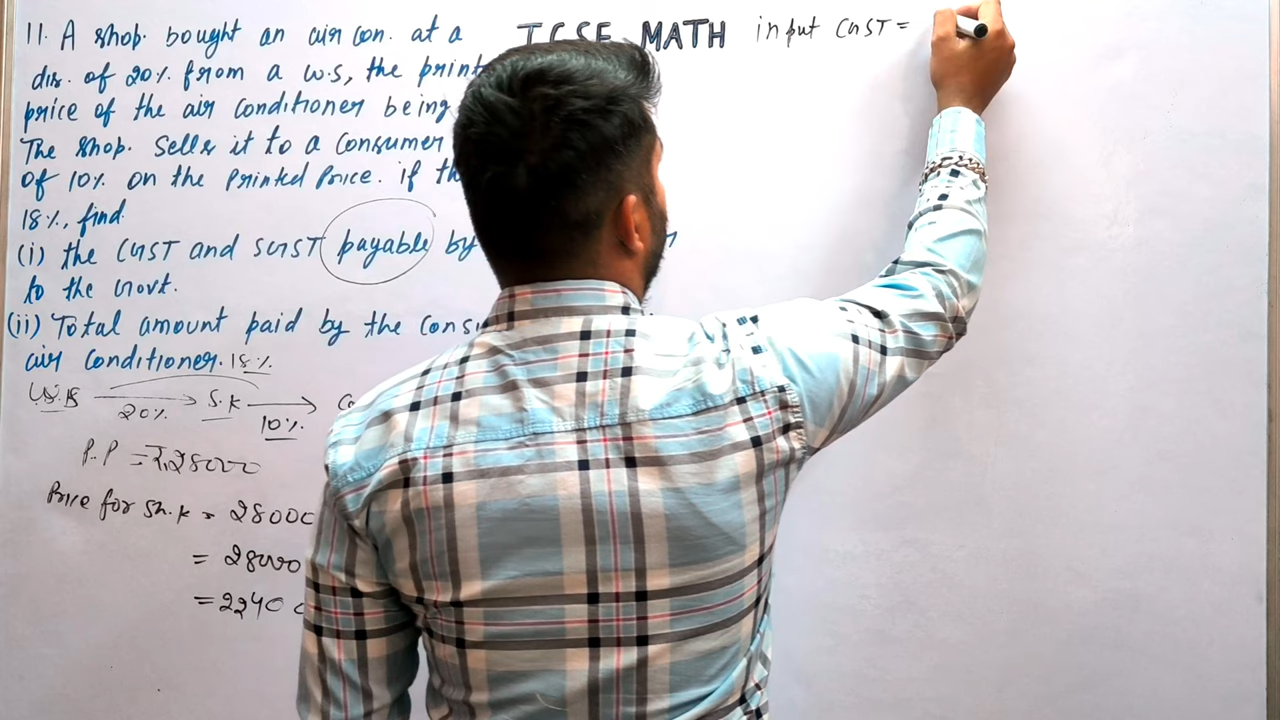 11. A shop. bought an air con. at a
dis. of 20% from a w.s, the print
price of the air conditioner being
The shop. Sells it to a Consumer
of 10% on the Printed Price. if th
18%, find.
(i) the CGST and SGST payable by
to the Govt.
(ii) Total amount paid by the consu
air conditioner.
18%
W.S 20% S.K 10% Co
P.P = ₹28000
Price for Sh.k = 28000
= 28000
= 2240
ICSE MATH
input CGST =